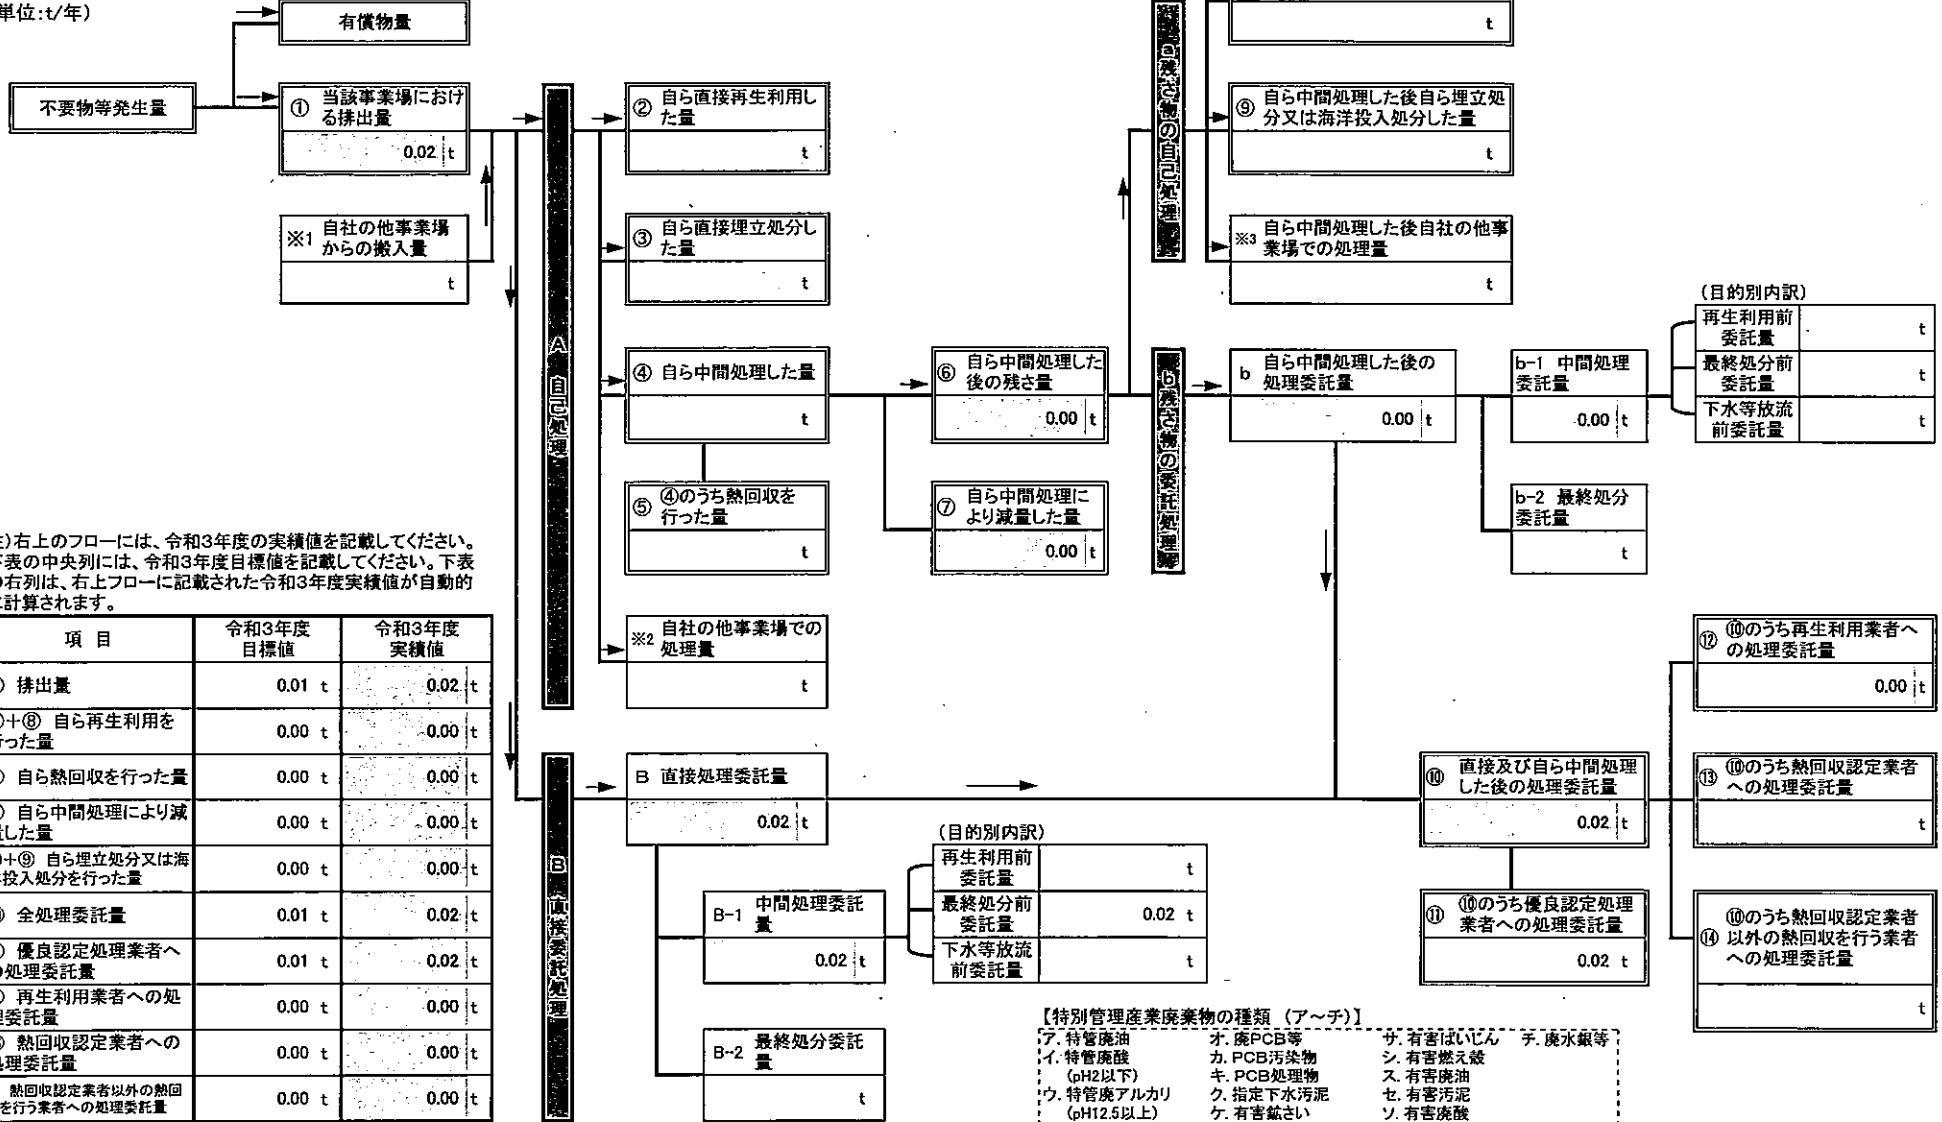 単位:t/年)
有償物量
不要物等発生量
① 当該事業場におけ
る排出量
0.02 t
※1 自社の他事業場
からの搬入量
t
A
自己処理
② 自ら直接再生利用し
た量
t
③ 自ら直接埋立処分し
た量
t
④ 自ら中間処理した量
t
⑤ ④のうち熱回収を
行った量
t
※2 自社の他事業場での
処理量
t
⑥ 自ら中間処理した
後の残さ量
0.00 t
⑦ 自ら中間処理に
より減量した量
0.00 t
a残さ物の自己処理
t
⑨ 自ら中間処理した後自ら埋立処
分又は海洋投入処分した量
t
※3 自ら中間処理した後自社の他事
業場での処理量
t
b残さ物の委託処理
b 自ら中間処理した後の
処理委託量
0.00 t
b-1 中間処理
委託量
0.00 t
b-2 最終処分
委託量
t
(目的別内訳)
再生利用前
委託量
t
最終処分前
委託量
t
下水等放流
前委託量
t
)右上のフローには、令和3年度の実績値を記載してください。
下表の中央列には、令和3年度目標値を記載してください。下表
の右列は、右上フローに記載された令和3年度実績値が自動的
に計算されます。
項 目 令和3年度 令和3年度
目標値 実績値
) 排出量 0.01 t 0.02 t
)+⑧ 自ら再生利用を
行った量 0.00 t 0.00 t
) 自ら熱回収を行った量 0.00 t 0.00 t
) 自ら中間処理により減
量した量 0.00 t 0.00 t
)+⑨ 自ら埋立処分又は海
投入処分を行った量 0.00 t 0.00 t
) 全処理委託量 0.01 t 0.02 t
) 優良認定処理業者へ
の処理委託量 0.01 t 0.02 t
) 再生利用業者への処
理委託量 0.00 t 0.00 t
) 熱回収認定業者への
処理委託量 0.00 t 0.00 t
熱回収認定業者以外の熱回
を行う業者への処理委託量 0.00 t 0.00 t
B
直接委託処理
B 直接処理委託量
0.02 t
B-1 中間処理委託
量
0.02 t
B-2 最終処分委託
量
t
(目的別内訳)
再生利用前
委託量
t
最終処分前
委託量
0.02 t
下水等放流
前委託量
t
⑩ 直接及び自ら中間処理
した後の処理委託量
0.02 t
⑪ ⑩のうち優良認定処理
業者への処理委託量
0.02 t
⑫ ⑩のうち再生利用業者へ
の処理委託量
0.00 t
⑬ ⑩のうち熱回収認定業者
への処理委託量
t
⑭ ⑩のうち熱回収認定業者
以外の熱回収を行う業者
への処理委託量
t
【特別管理産業廃棄物の種類 (ア～チ)】
ア. 特管廃油 オ. 廃PCB等 サ. 有害ばいじん チ. 廃水銀等
イ. 特管廃酸 カ. PCB汚染物 シ. 有害燃え殻
(pH2以下) キ. PCB処理物 ス. 有害廃油
ウ. 特管廃アルカリ ク. 指定下水汚泥 セ. 有害汚泥
(pH12.5以上) ケ. 有害鉱さい ソ. 有害廃酸